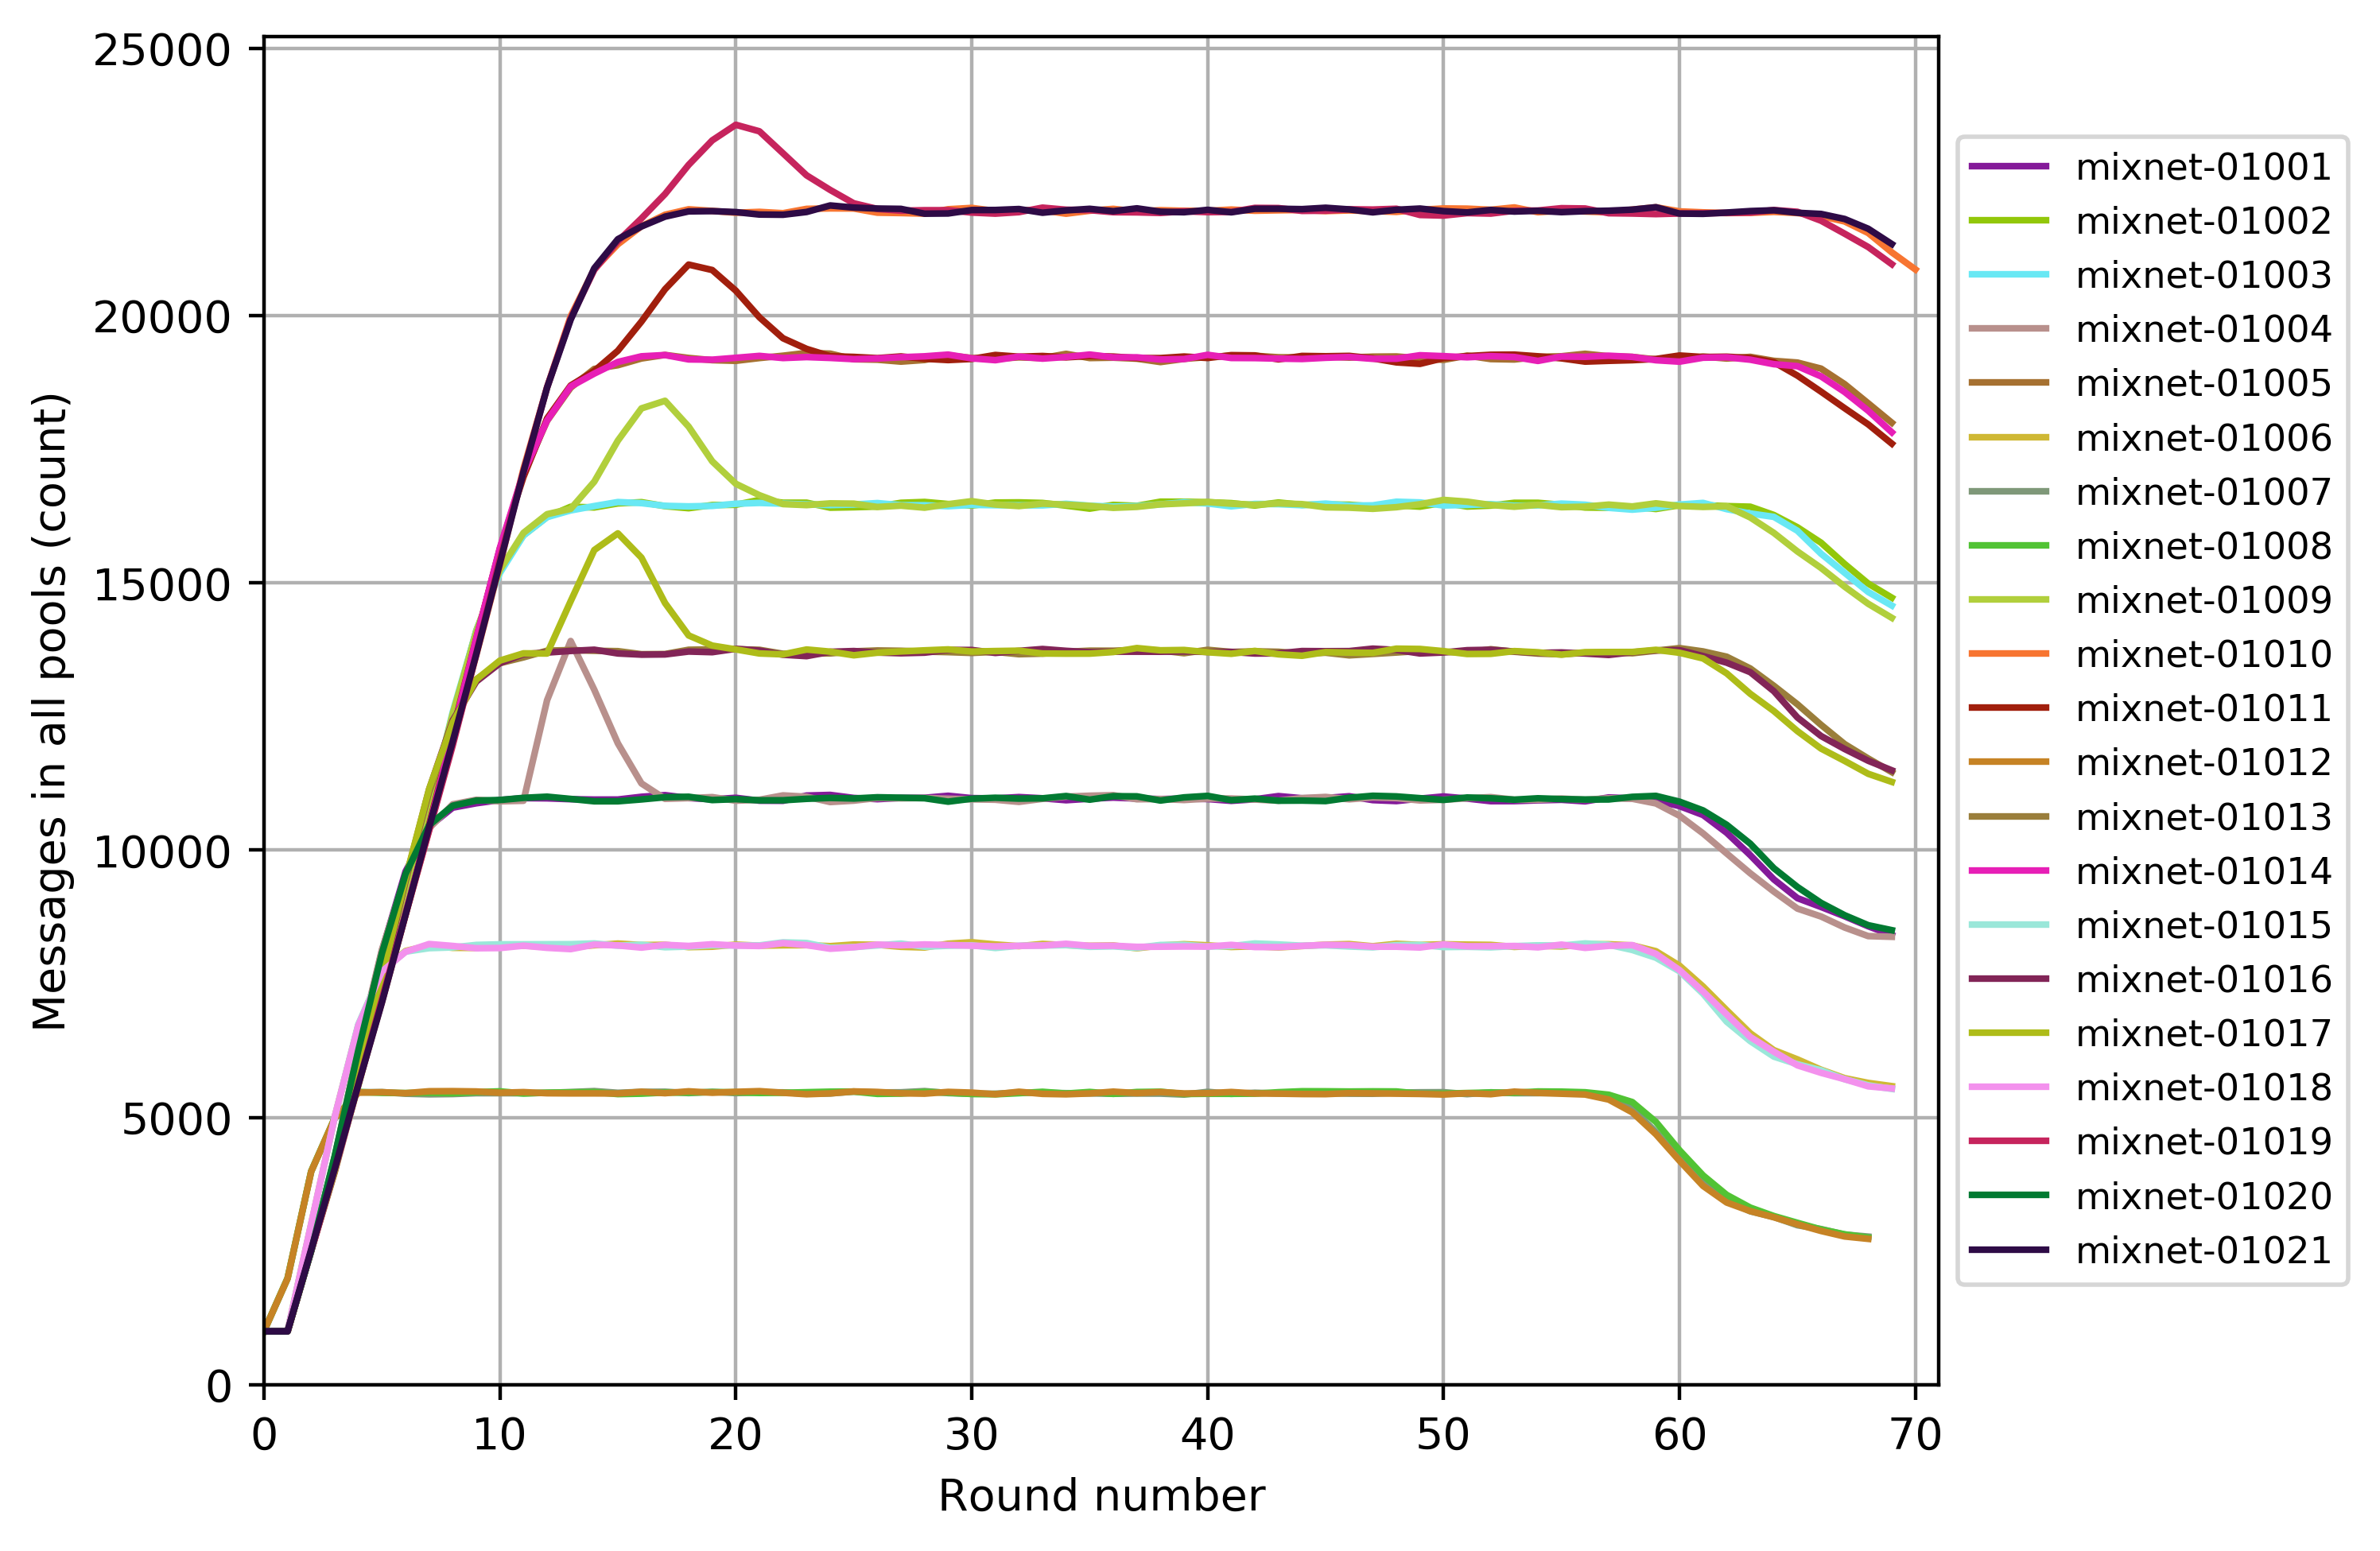 25000
20000
15000
10000
5000
0
Messages in all pools (count)
0 10 20 30 40 50 60 70
Round number
mixnet-01001
mixnet-01002
mixnet-01003
mixnet-01004
mixnet-01005
mixnet-01006
mixnet-01007
mixnet-01008
mixnet-01009
mixnet-01010
mixnet-01011
mixnet-01012
mixnet-01013
mixnet-01014
mixnet-01015
mixnet-01016
mixnet-01017
mixnet-01018
mixnet-01019
mixnet-01020
mixnet-01021